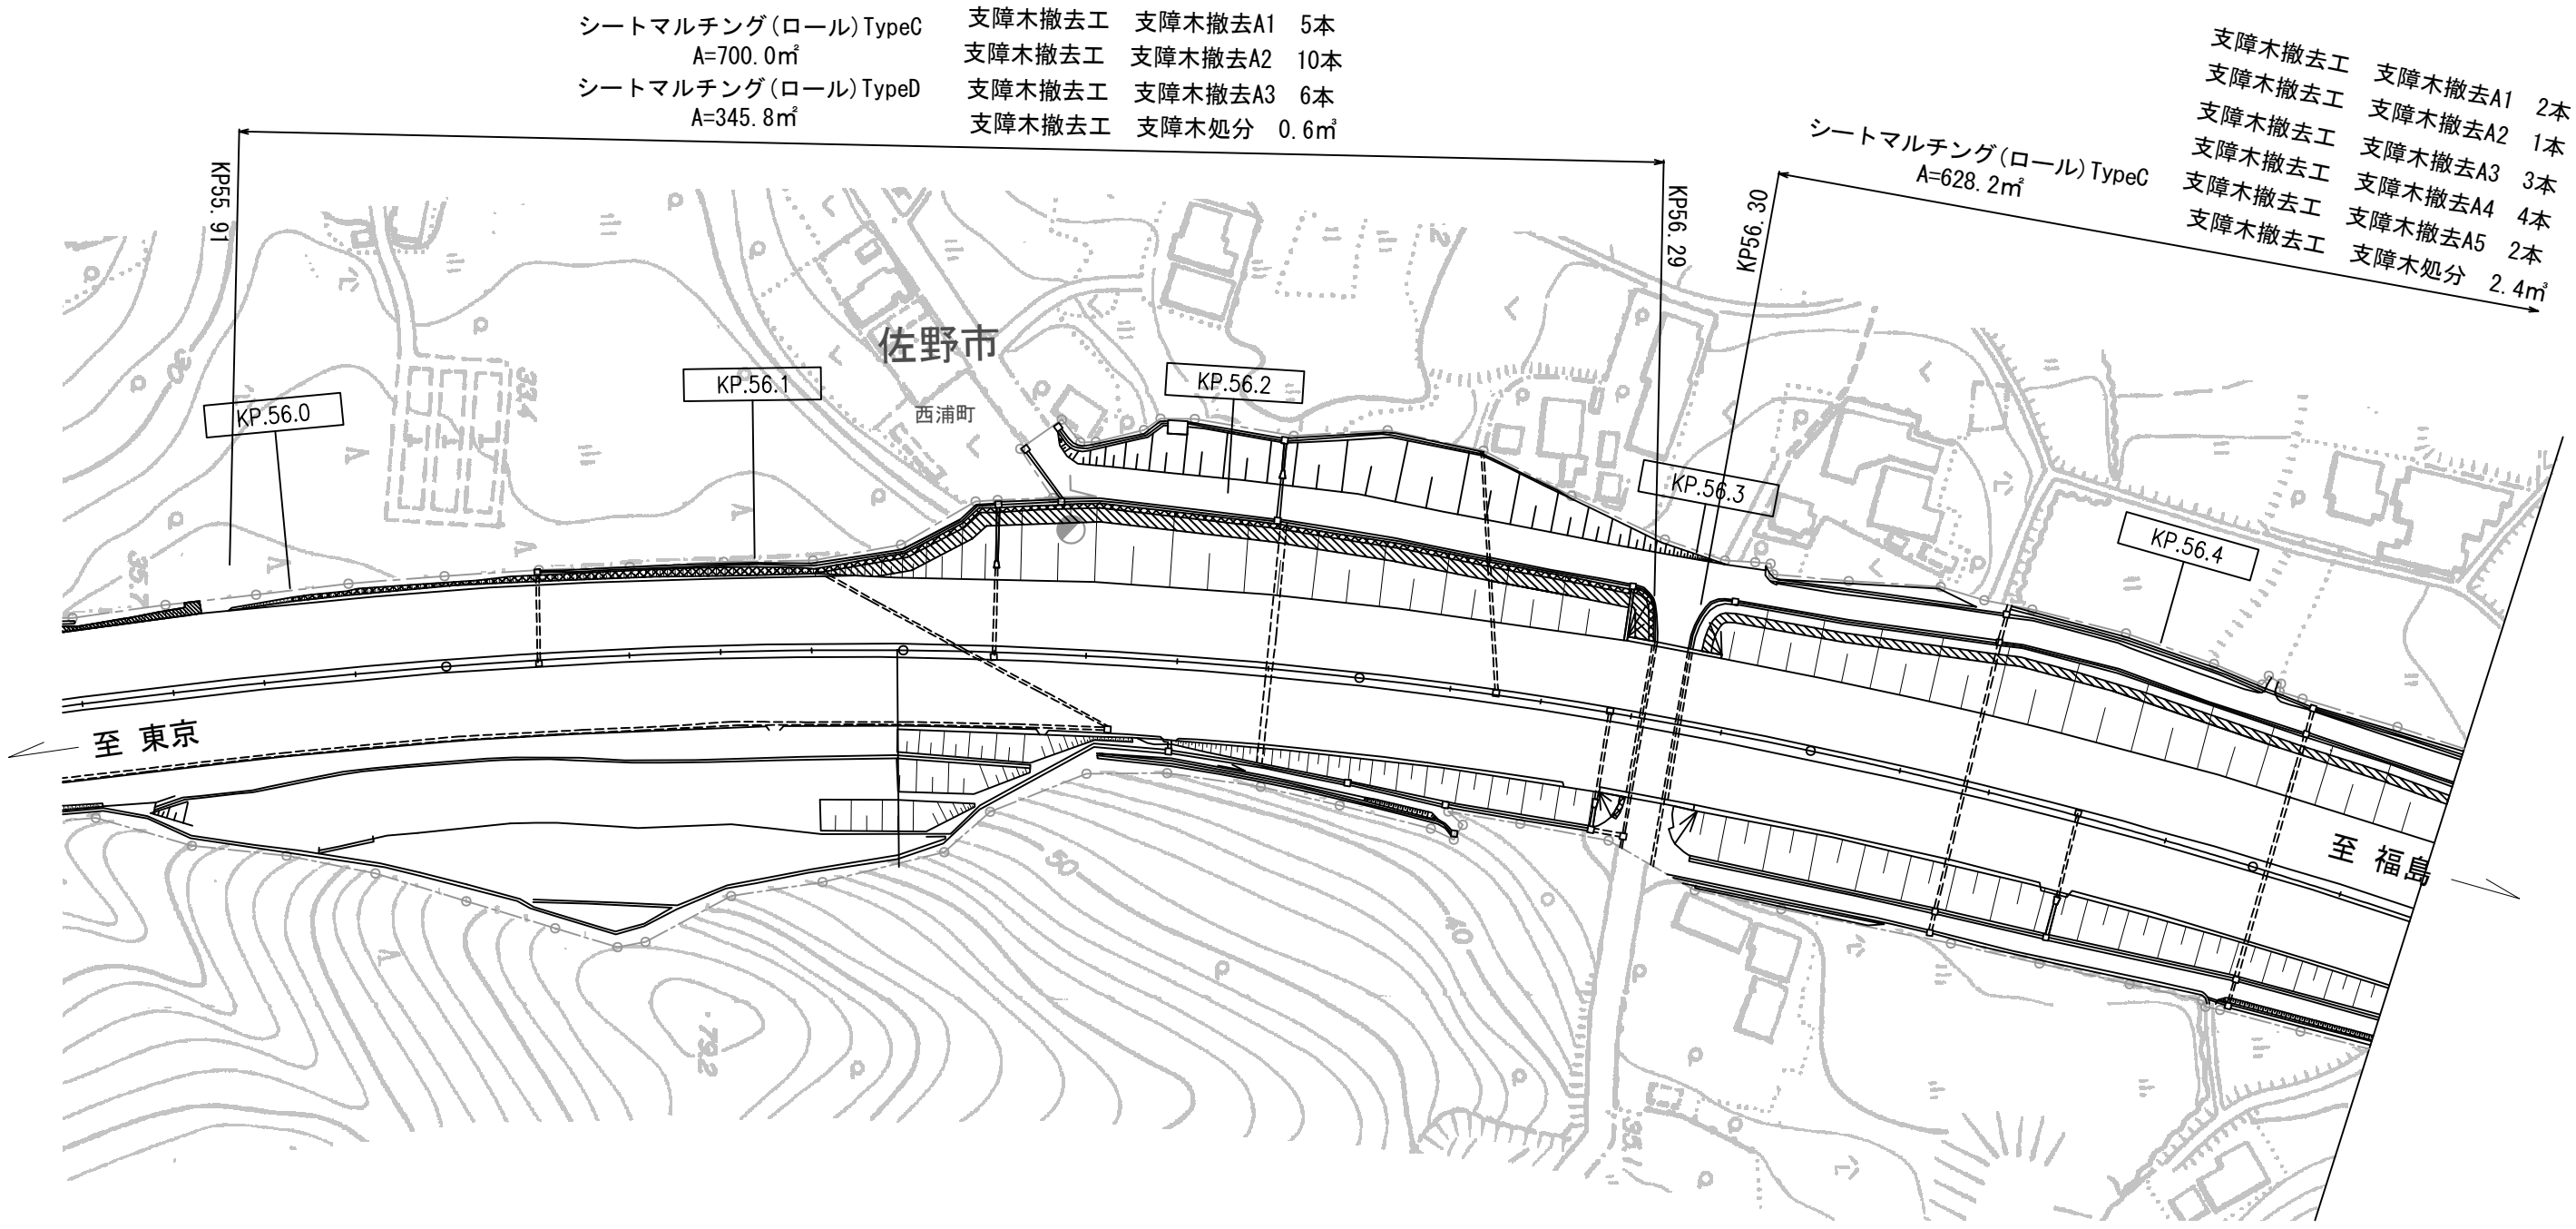 シートマルチング(ロール)TypeC
A=700.0㎡
シートマルチング(ロール)TypeD
A=345.8㎡
支障木撤去工 支障木撤去A1 5本
支障木撤去工 支障木撤去A2 10本
支障木撤去工 支障木撤去A3 6本
支障木撤去工 支障木処分 0.6㎥
シートマルチング(ロール)TypeC
A=628.2㎡
支障木撤去工 支障木撤去A1 2本
支障木撤去工 支障木撤去A2 1本
支障木撤去工 支障木撤去A3 3本
支障木撤去工 支障木撤去A4 4本
支障木撤去工 支障木撤去A5 2本
支障木撤去工 支障木処分 2.4㎥
KP55.91
KP56.29
KP56.30
佐野市
西浦町
KP.56.0
KP.56.1
KP.56.2
KP.56.3
KP.56.4
30
33.4
35.7
至 東京
至 福島
50
40
79.2
35